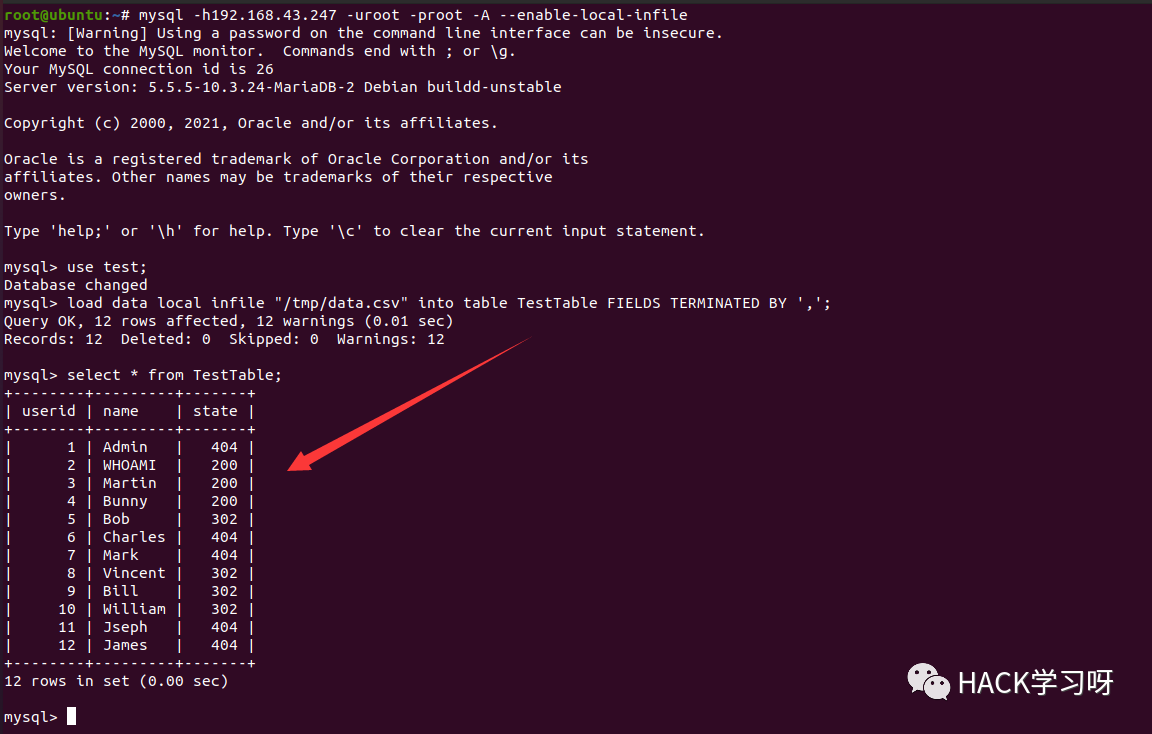 root@ubuntu:~# mysql -h192.168.43.247 -uroot -proot -A --enable-local-infile
mysql: [Warning] Using a password on the command line interface can be insecure.
Welcome to the MySQL monitor.  Commands end with ; or \g.
Your MySQL connection id is 26
Server version: 5.5.5-10.3.24-MariaDB-2 Debian buildd-unstable

Copyright (c) 2000, 2021, Oracle and/or its affiliates.

Oracle is a registered trademark of Oracle Corporation and/or its
affiliates. Other names may be trademarks of their respective
owners.

Type 'help;' or '\h' for help. Type '\c' to clear the current input statement.

mysql> use test;
Database changed
mysql> load data local infile "/tmp/data.csv" into table TestTable FIELDS TERMINATED BY ',';
Query OK, 12 rows affected, 12 warnings (0.01 sec)
Records: 12  Deleted: 0  Skipped: 0  Warnings: 12

mysql> select * from TestTable;
+--------+---------+-------+
| userid | name    | state |
+--------+---------+-------+
|      1 | Admin   |   404 |
|      2 | WHOAMI  |   200 |
|      3 | Martin  |   200 |
|      4 | Bunny   |   200 |
|      5 | Bob     |   302 |
|      6 | Charles |   404 |
|      7 | Mark    |   404 |
|      8 | Vincent |   302 |
|      9 | Bill    |   302 |
|     10 | William |   302 |
|     11 | Jseph   |   404 |
|     12 | James   |   404 |
+--------+---------+-------+
12 rows in set (0.00 sec)

mysql>
HACK学习呀